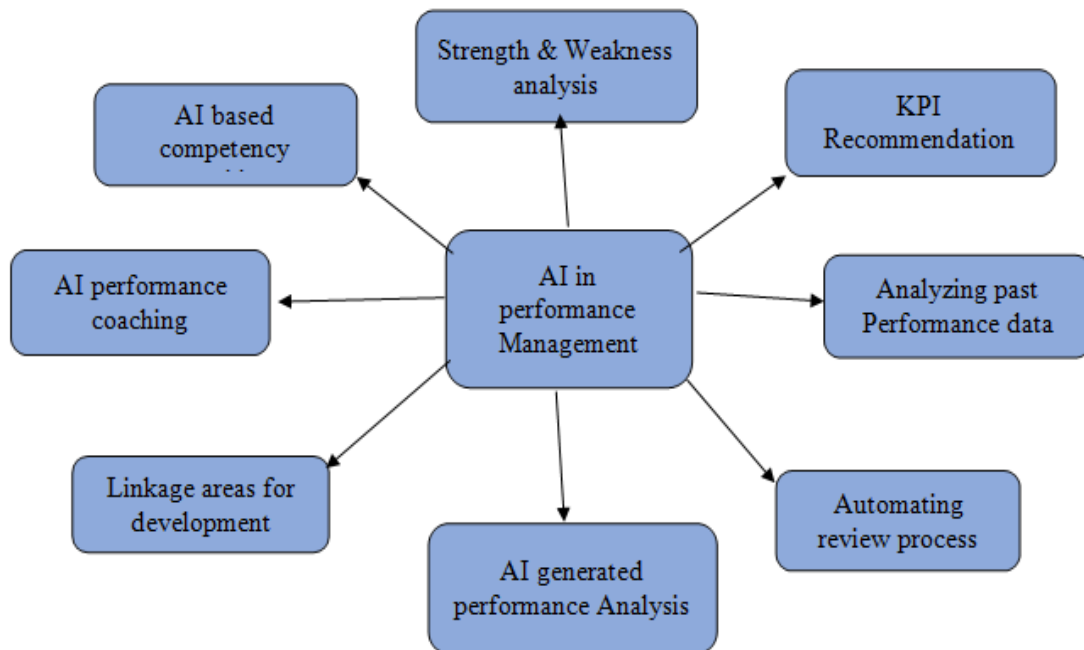 Strength & Weakness
analysis
AI based
competency
KPI
Recommendation
AI performance
coaching
AI in
performance
Management
Analyzing past
Performance data
Linkage areas for
development
AI generated
performance Analysis
Automating
review process